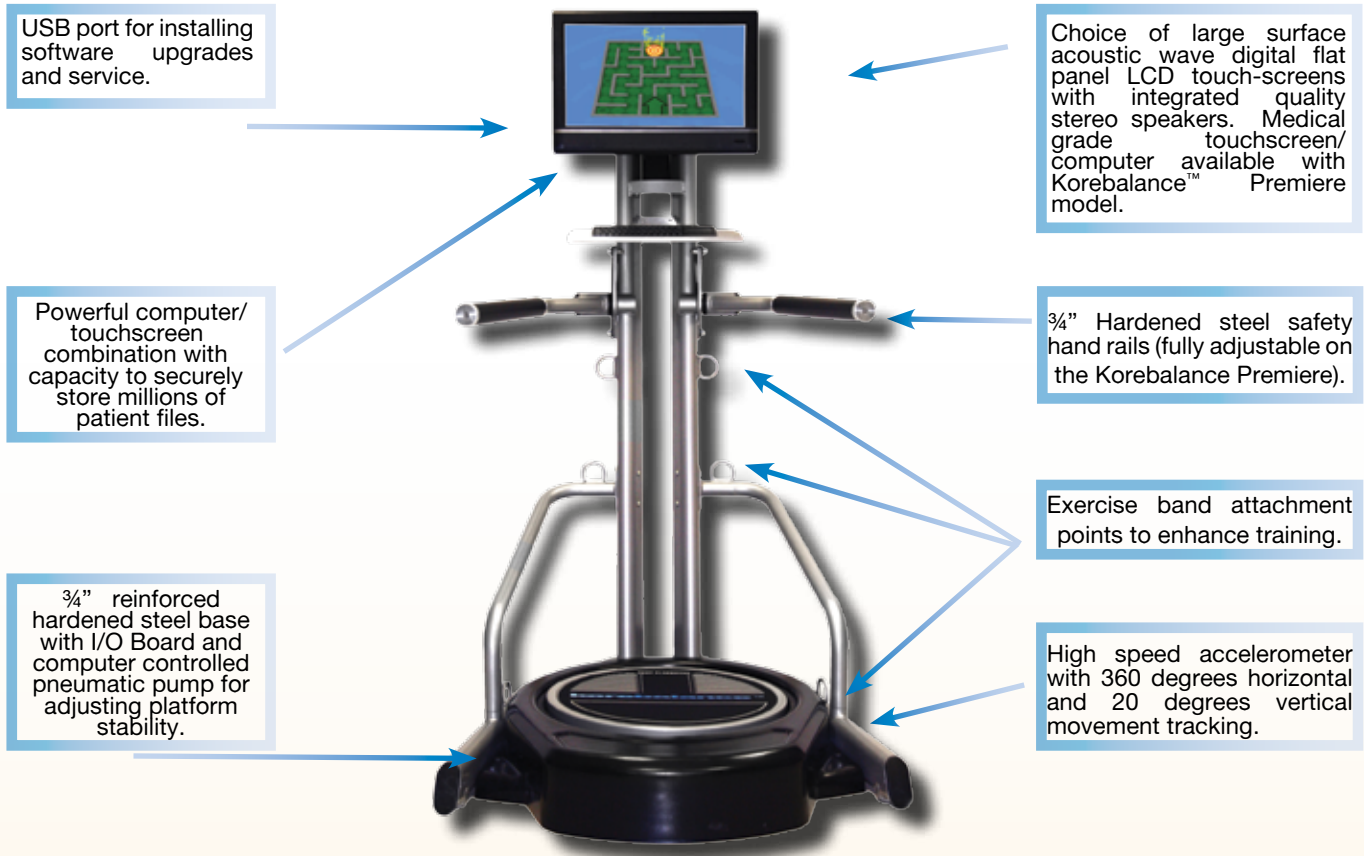 USB port for installing
software upgrades
and service.
Powerful computer/
touchscreen
combination with
capacity to securely
store millions of
patient files.
¾” reinforced
hardened steel base
with I/O Board and
computer controlled
pneumatic pump for
adjusting platform
stability.
Choice of large surface
acoustic wave digital flat
panel LCD touch-screens
with integrated quality
stereo speakers. Medical
grade touchscreen/
computer available with
Korebalance™ Premiere
model.
¾” Hardened steel safety
hand rails (fully adjustable on
the Korebalance Premiere).
Exercise band attachment
points to enhance training.
High speed accelerometer
with 360 degrees horizontal
and 20 degrees vertical
movement tracking.